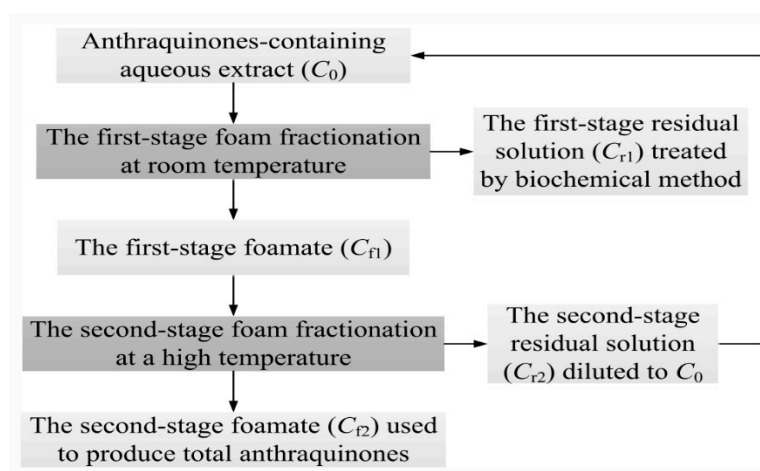 Anthraquinones-containing
aqueous extract (C0)
The first-stage foam fractionation
at room temperature
The first-stage residual
solution (Cr1) treated
by biochemical method
The first-stage foamate (Cf1)
The second-stage foam fractionation
at a high temperature
The second-stage
residual solution
(Cr2) diluted to C0
The second-stage foamate (Cf2) used
to produce total anthraquinones